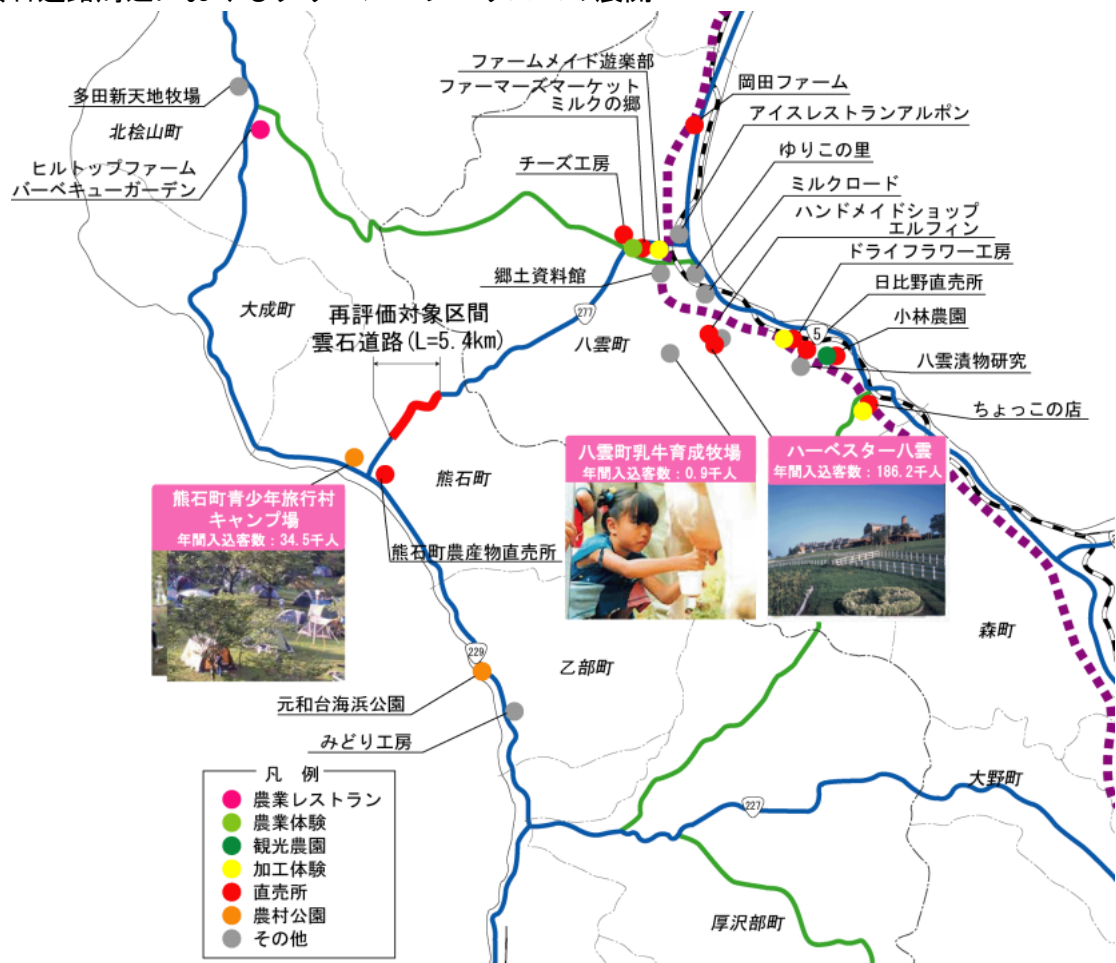 多田新天地牧場
北桧山町
ヒルトップファーム
バーベキューガーデン
ファームメイド遊楽部
ファーマーズマーケット
ミルクの郷
チーズ工房
岡田ファーム
アイスレストランアルポン
ゆりこの里
ミルクロード
ハンドメイドショップ
エルフィン
ドライフラワー工房
日比野直売所
小林農園
八雲漬物研究
ちょっこの店
郷土資料館
大成町
再評価対象区間
雲石道路(L=5.4km)
277
八雲町
5
熊石町
熊石町青少年旅行村
キャンプ場
年間入込客数:34.5千人
熊石町農産物直売所
八雲町乳牛育成牧場
年間入込客数:0.9千人
ハーベスター八雲
年間入込客数:186.2千人
森町
229
乙部町
元和台海浜公園
みどり工房
大野町
227
厚沢部町
凡 例
農業レストラン
農業体験
観光農園
加工体験
直売所
農村公園
その他